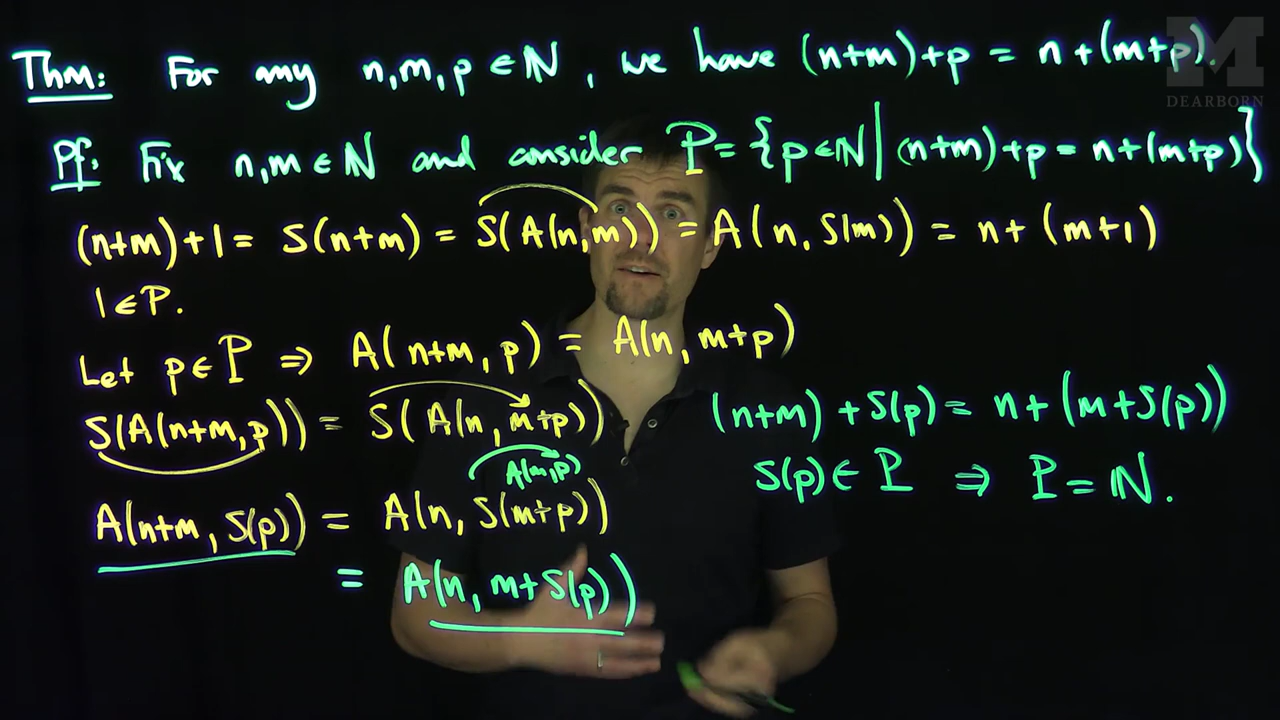 Thm: For any n,m,p ∈ ℕ, we have (n+m)+p = n+(m+p).
M
DEARBORN
Pf: Fix n,m ∈ ℕ and consider P = {p∈ℕ | (n+m)+p = n+(m+p)}
(n+m)+1 = S(n+m) = S(A(n,m)) = A(n, S(m)) = n+(m+1)
1∈P.
Let p∈P ⇒ A(n+m, p) = A(n, m+p)
S(A(n+m,p)) = S(A(n, m+p))
A(m,p)
A(n+m, S(p)) = A(n, S(m+p))
= A(n, m+S(p))
(n+m) + S(p) = n+(m+S(p))
S(p) ∈ P ⇒ P = ℕ.